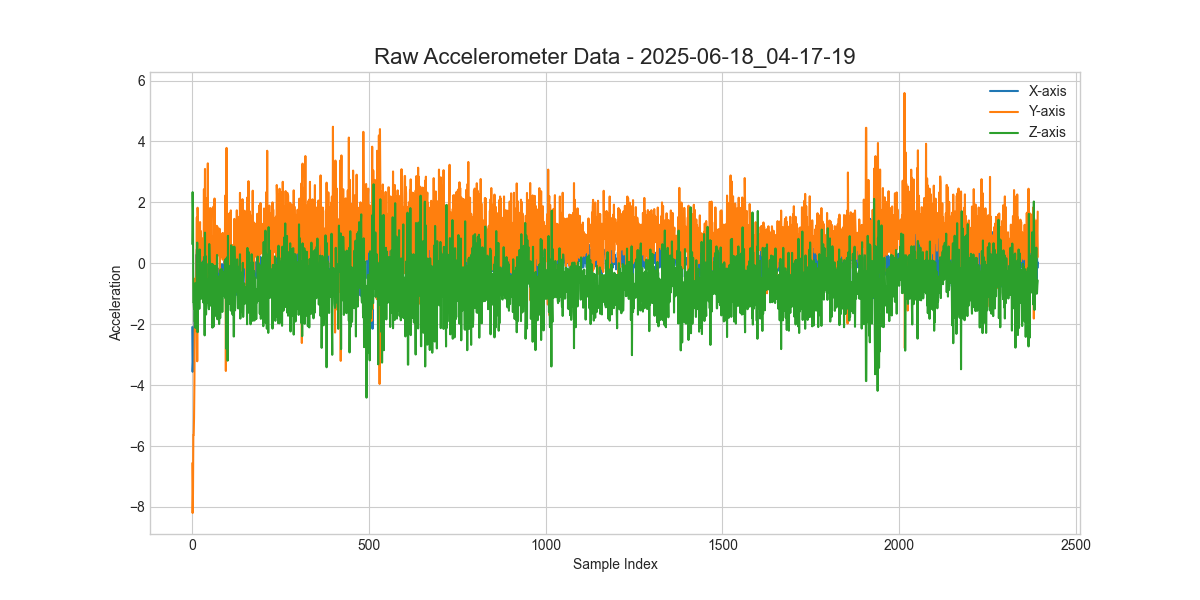 Raw Accelerometer Data - 2025-06-18_04-17-19
X-axis
Y-axis
Z-axis
6
4
2
0
−2
−4
−6
−8
Acceleration
0
500
1000
1500
2000
2500
Sample Index